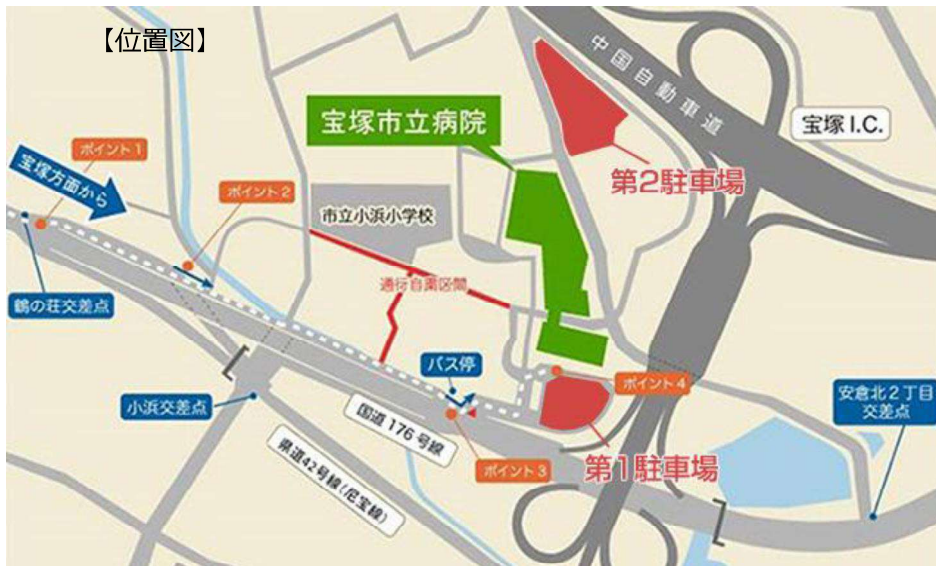 【位置図】
中国自動車道
宝塚市立病院
宝塚I.C.
ポイント1
宝塚方面から
ポイント2
第2駐車場
市立小浜小学校
通行自粛区間
鶴の荘交差点
バス停
ポイント4
安倉北2丁目
交差点
小浜交差点
国道176号線
ポイント3
第1駐車場
県道42号線(尼宝線)